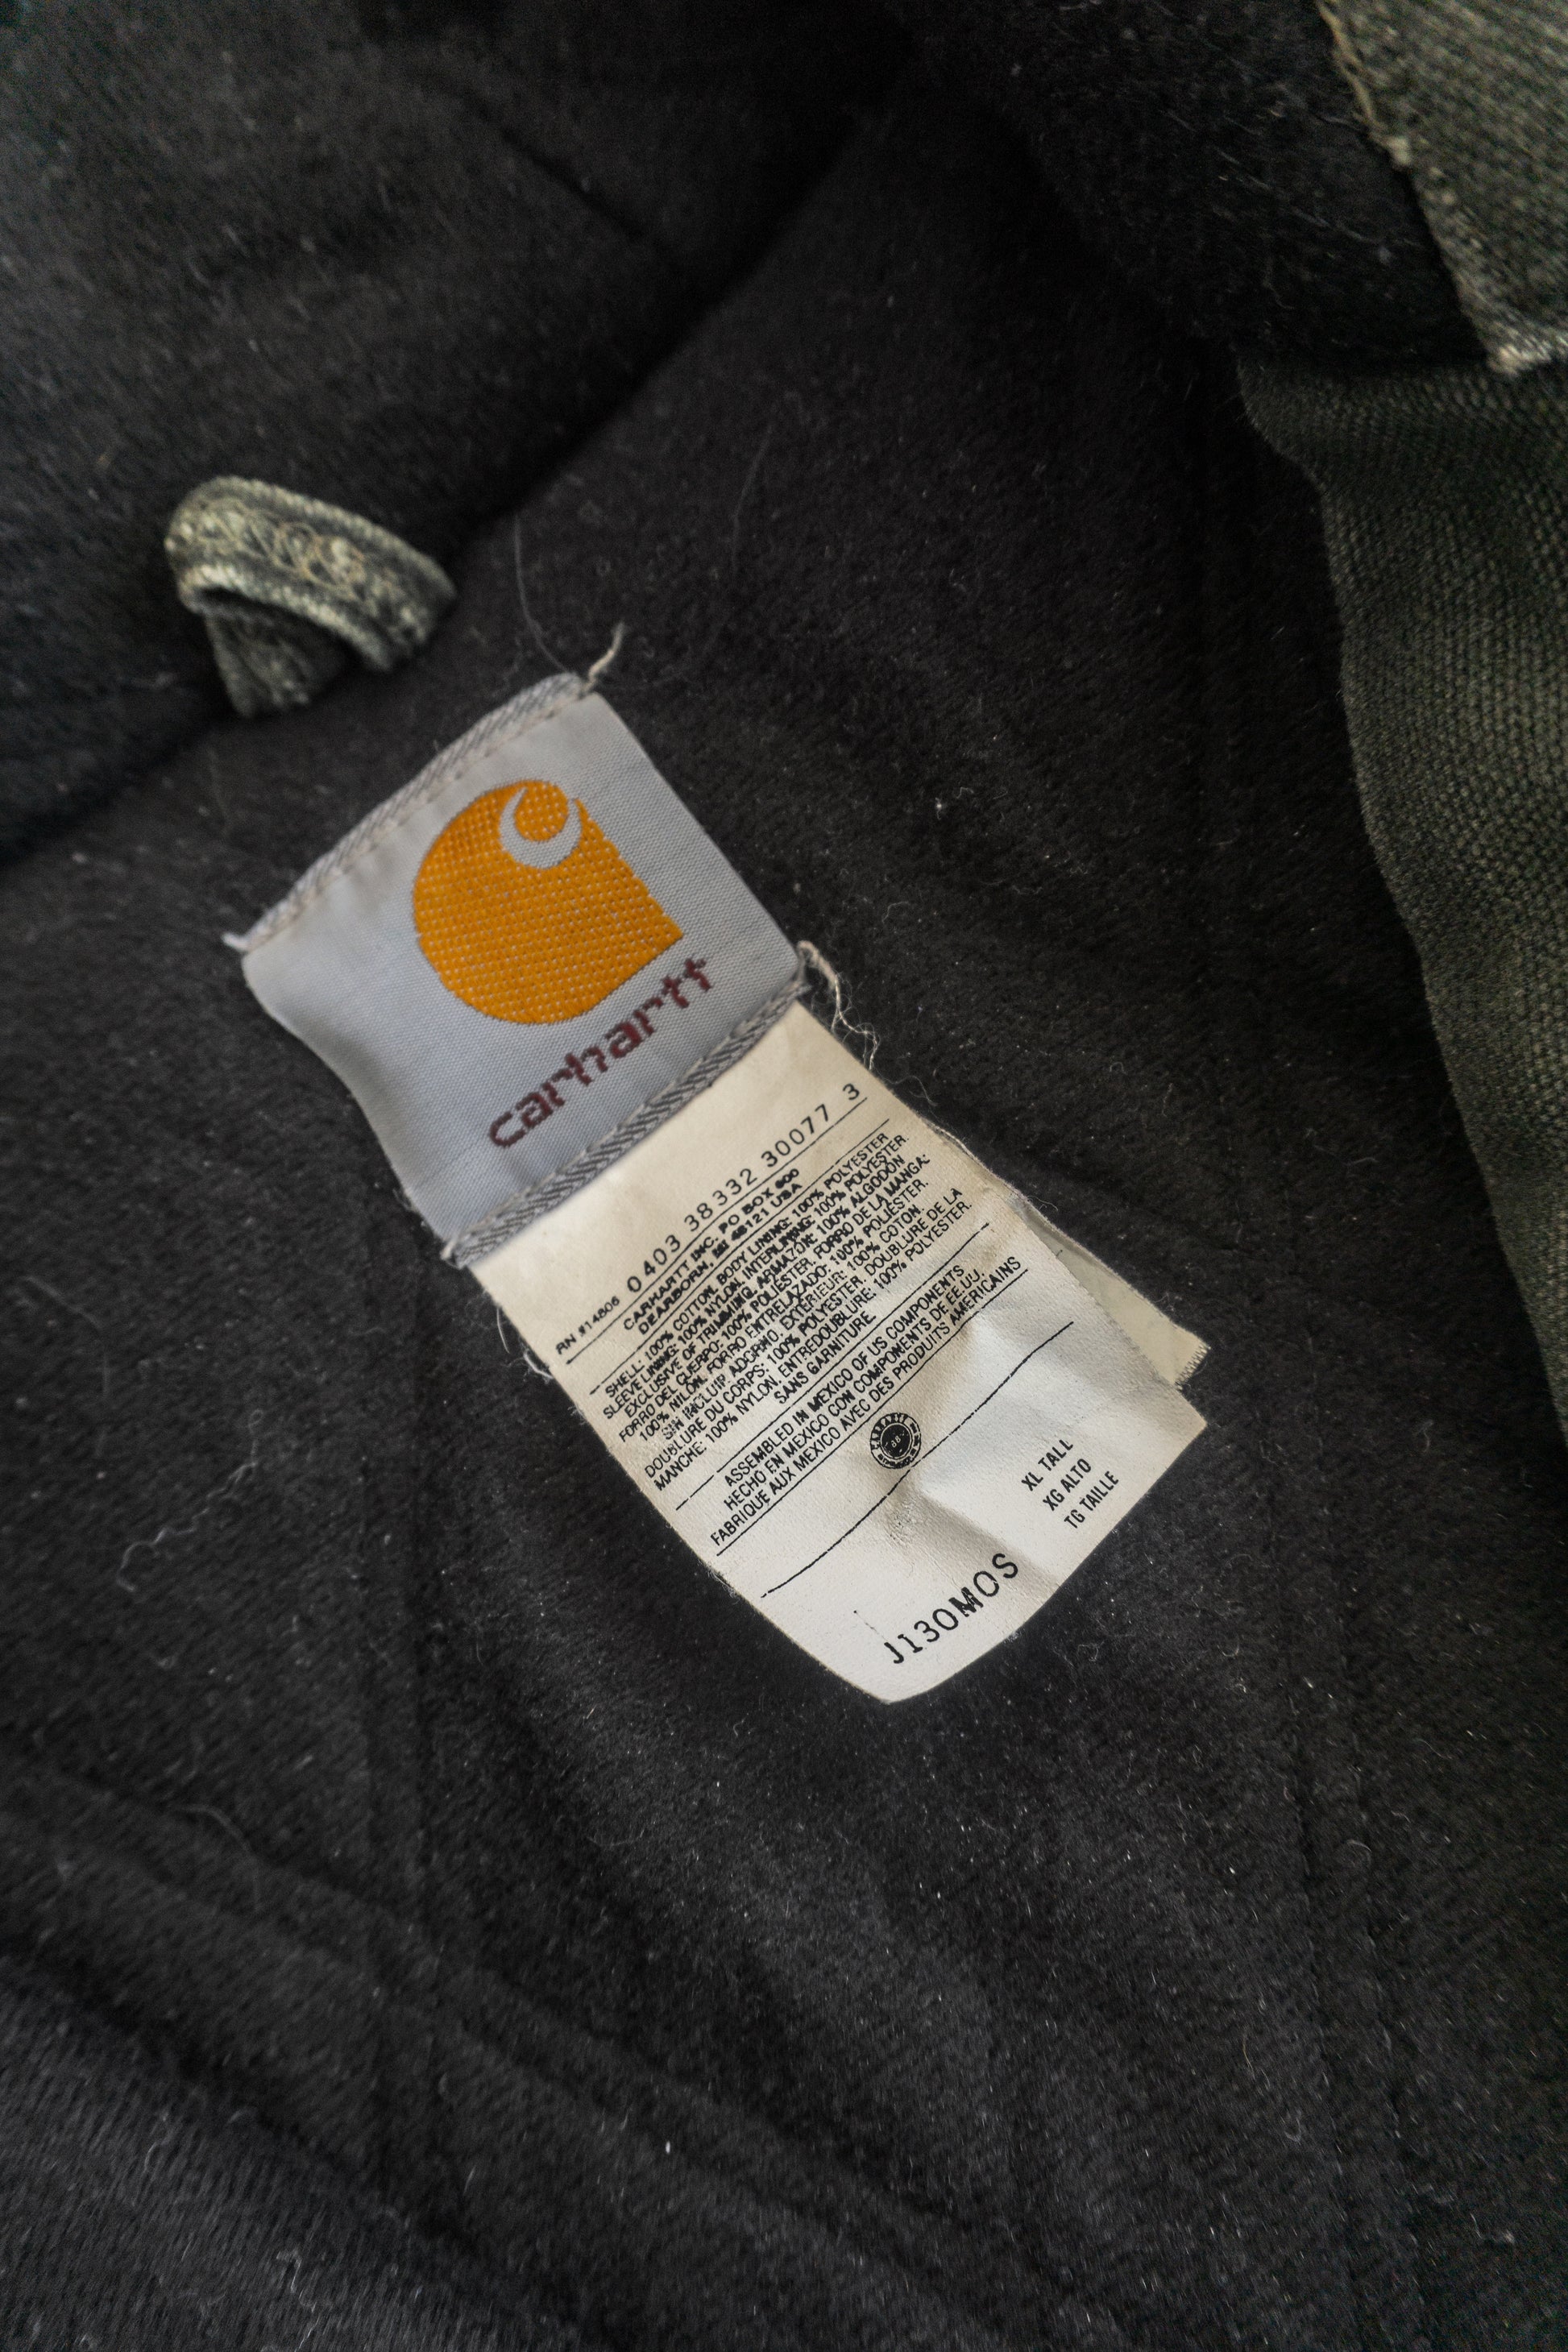 carhartt
RN #14806 0403 38332 30077 3
CARHARTT INC. PO BOX 600
DEARBORN, MI 48121 USA
SHELL: 100% COTTON. BODY LINING: 100% POLYESTER
SLEEVE LINING: 100% NYLON. INTERLINING: 100% POLYESTER.
EXCLUSIVE OF TRIMMING. ARMAZÓN: 100% ALGODÓN
FORRO DEL CUERPO: 100% POLIÉSTER. FORRO DE LA MANGA:
100% NILÓN. FORRO ENTRELAZADO: 100% POLIÉSTER.
SIN INCLUIR ADORNO. EXTÉRIEUR: 100% COTON
DOUBLURE DU CORPS: 100% POLYESTER. DOUBLURE DE LA
MANCHE: 100% NYLON. ENTREDOUBLURE: 100% POLYESTER.
SANS GARNITURE.
ASSEMBLED IN MEXICO OF US COMPONENTS
HECHO EN MEXICO CON COMPONENTS DE EE.UU.
FABRIQUE AUX MEXICO AVEC DES PRODUITS AMERICAINS
88
XL TALL
XG ALTO
TG TAILLE
J130MOS